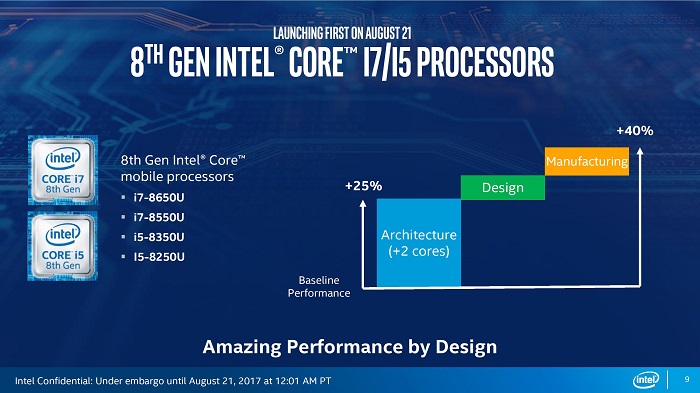 LAUNCHING FIRST ON AUGUST 21
8TH GEN INTEL® CORE™ I7/I5 PROCESSORS
intel
CORE i7
8th Gen
intel
CORE i5
8th Gen
8th Gen Intel® Core™
mobile processors
▪ i7-8650U
▪ i7-8550U
▪ i5-8350U
▪ I5-8250U
+25%
+40%
Architecture
(+2 cores)
Design
Manufacturing
Baseline
Performance
Amazing Performance by Design
Intel Confidential: Under embargo until August 21, 2017 at 12:01 AM PT
intel
9